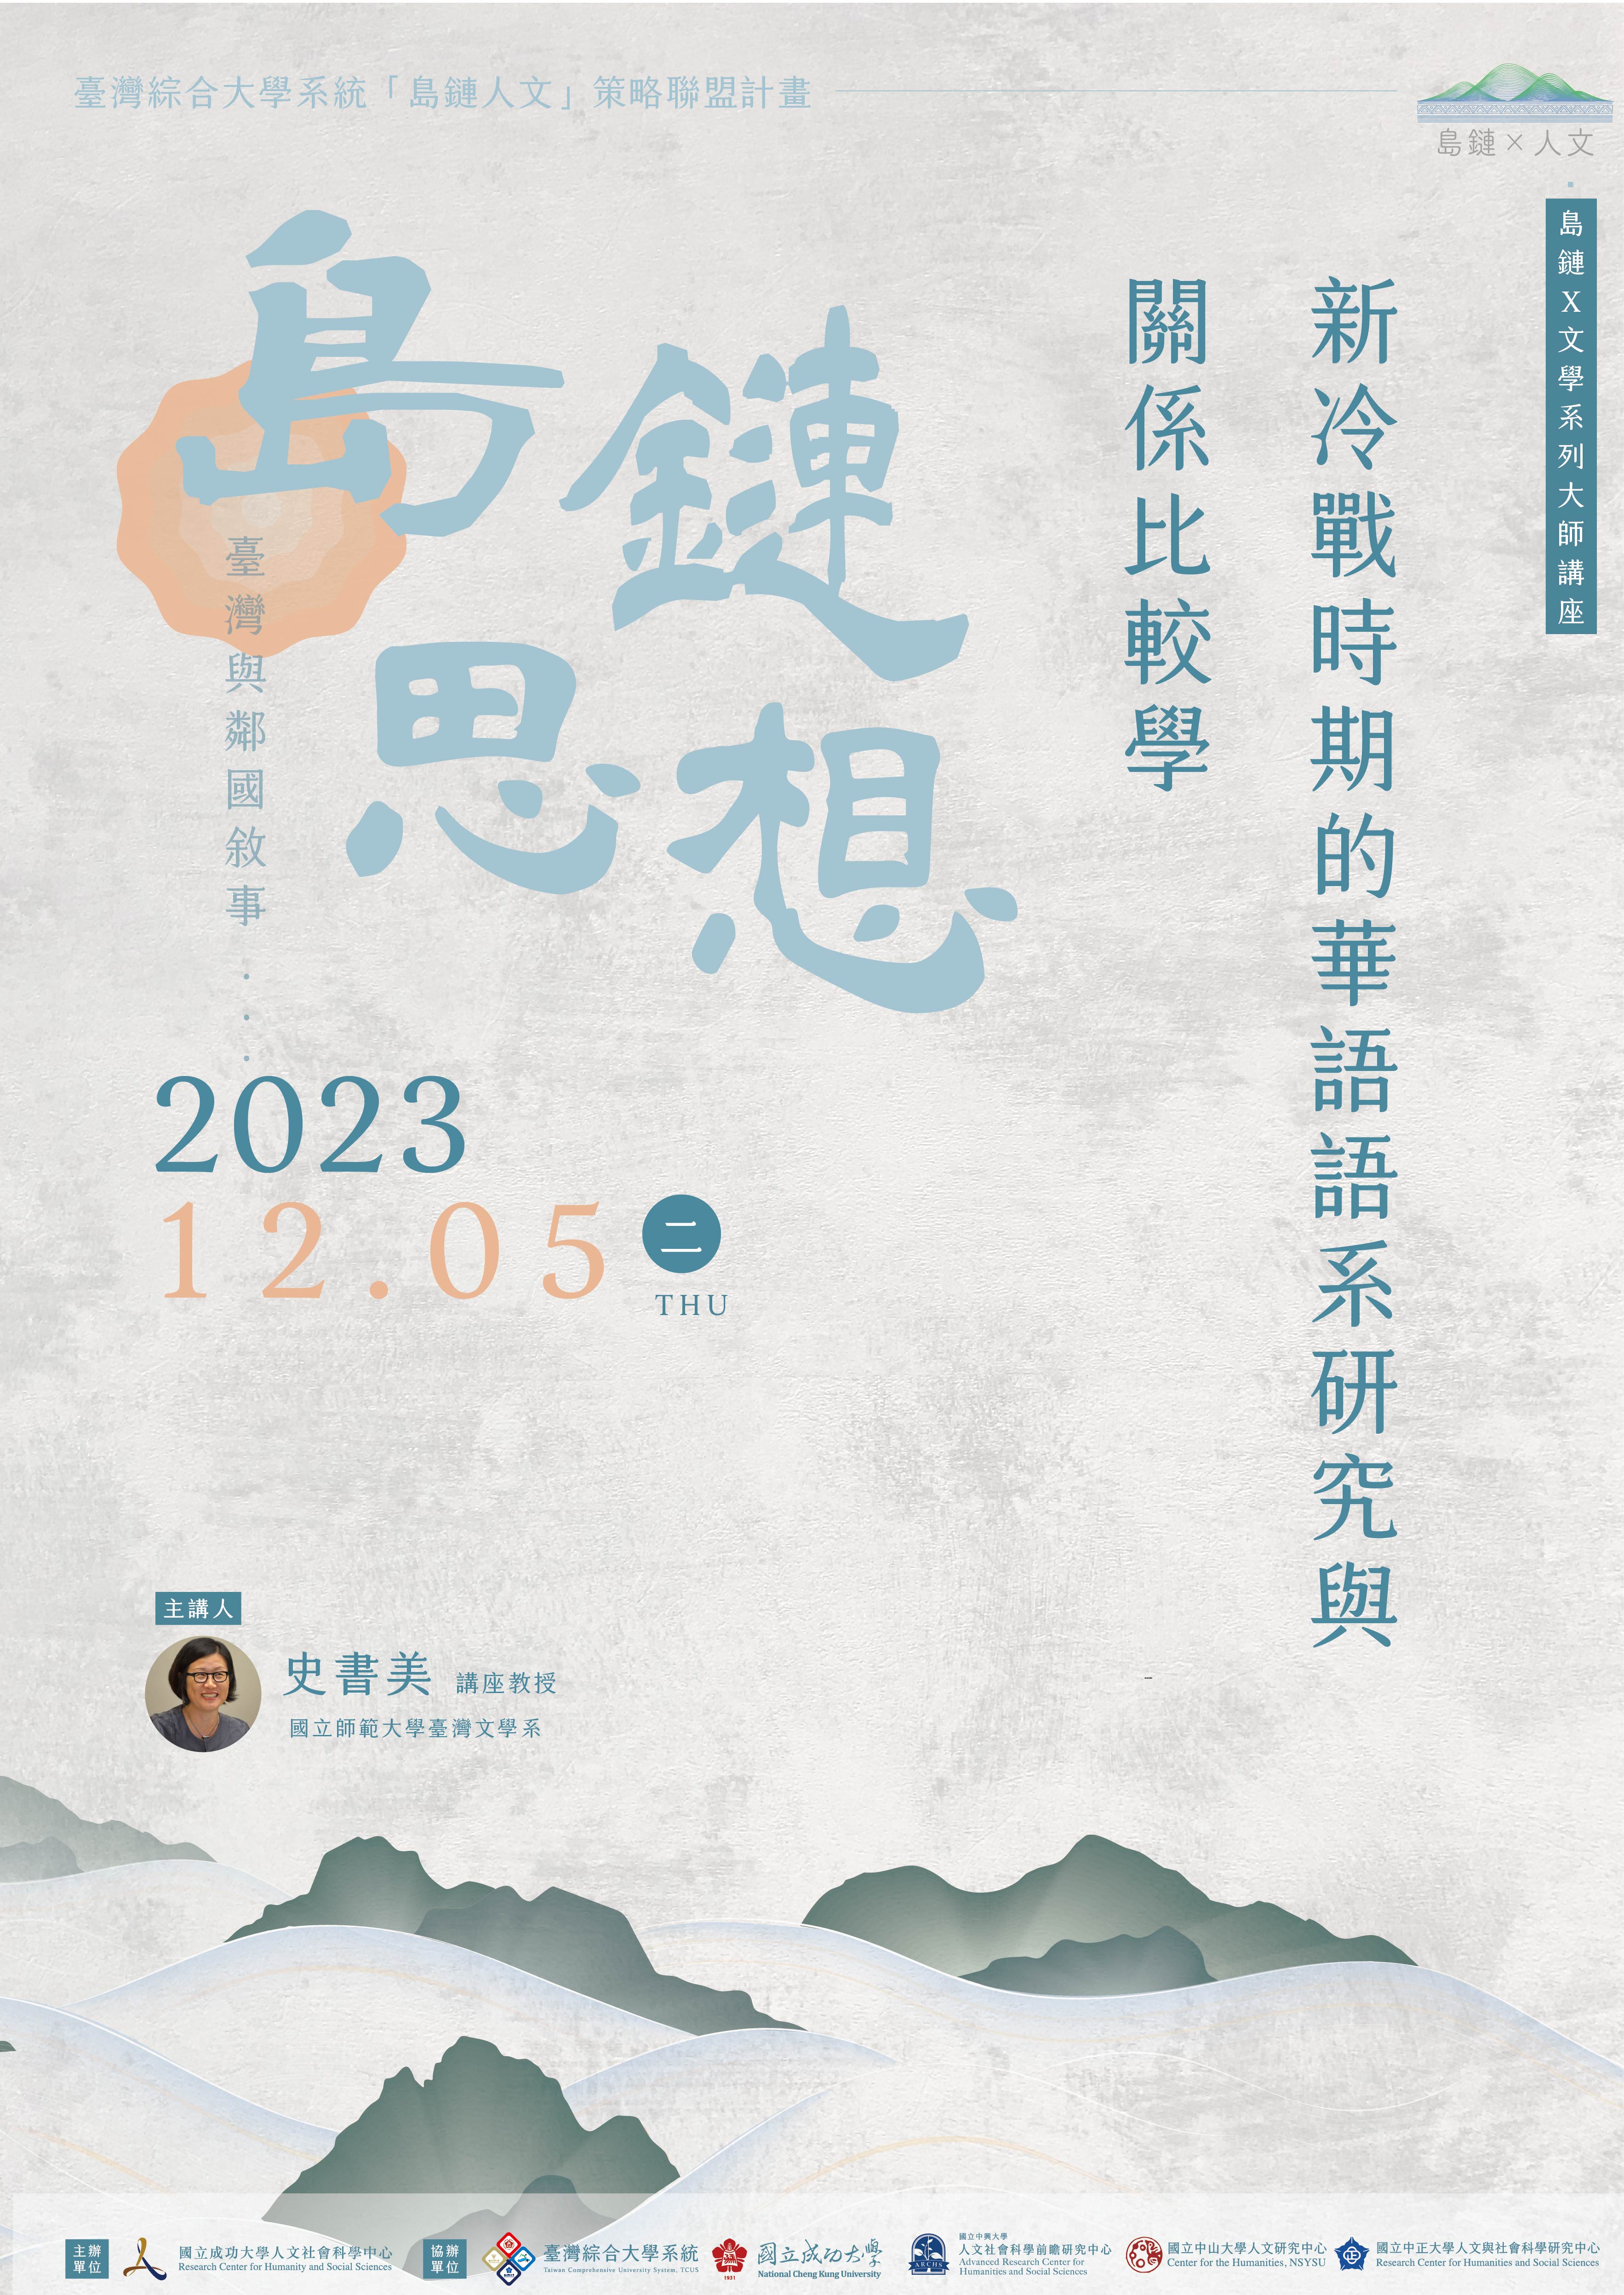 臺灣綜合大學系統「島鏈人文」策略聯盟計畫
島鏈×人文
島鏈X文學系列大師講座
新冷戰時期的華語語系研究與
關係比較學
島鏈
思想
臺灣與鄰國敘事...
2023
12.05
二
THU
主講人
史書美 講座教授
國立師範大學臺灣文學系
主辦
單位
國立成功大學人文社會科學中心
Research Center for Humanity and Social Sciences
協辦
單位
臺灣綜合大學系統
Taiwan Comprehensive University System, TCUS
1931
國立成功大學
National Cheng Kung University
ARCHS
國立中興大學
人文社會科學前瞻研究中心
Advanced Research Center for
Humanities and Social Sciences
國立中山大學人文研究中心
Center for the Humanities, NSYSU
國立中正大學人文與社會科學研究中心
Research Center for Humanities and Social Sciences